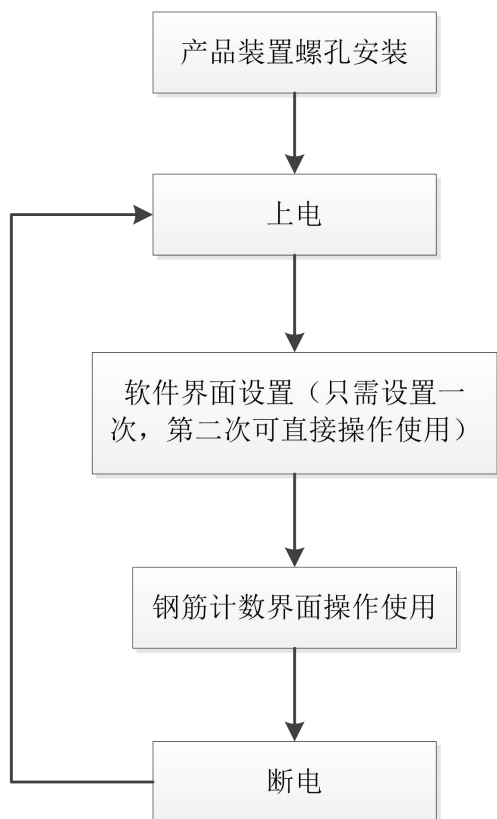 产品装置螺孔安装
上电
软件界面设置（只需设置一
次，第二次可直接操作使用）
钢筋计数界面操作使用
断电